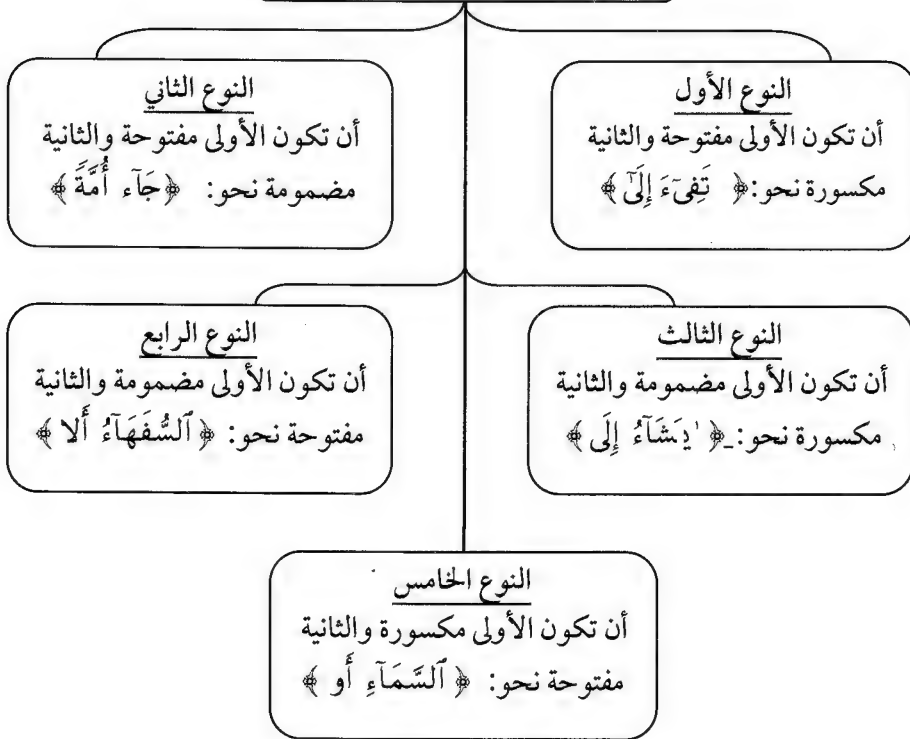 النوع الأول
أن تكون الأولى مفتوحة والثانية
مكسورة نحو: ﴿ تَفِيٓءَ إِلَىٰٓ ﴾
النوع الثاني
أن تكون الأولى مفتوحة والثانية
مضمومة نحو: ﴿جَآءَ أُمَّةً ﴾
النوع الثالث
أن تكون الأولى مضمومة والثانية
مكسورة نحو: ﴿ يَشَآءُ إِلَى ﴾
النوع الرابع
أن تكون الأولى مضمومة والثانية
مفتوحة نحو: ﴿ ٱلسُّفَهَآءُ أَلا ﴾
النوع الخامس
أن تكون الأولى مكسورة والثانية
مفتوحة نحو: ﴿ ٱلسَّمَآءِ أَو ﴾